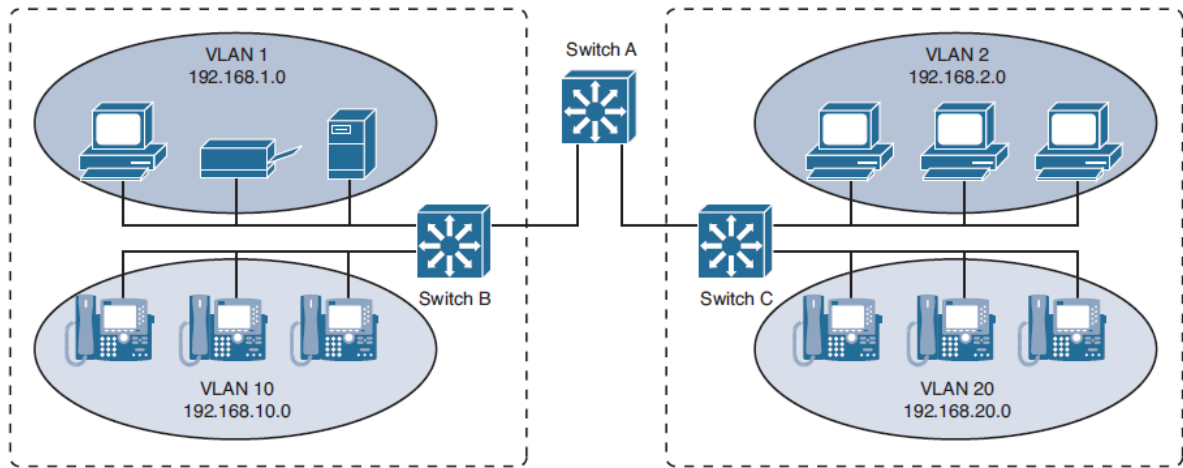 VLAN 1
192.168.1.0
Switch A
VLAN 2
192.168.2.0
Switch B
Switch C
VLAN 10
192.168.10.0
VLAN 20
192.168.20.0